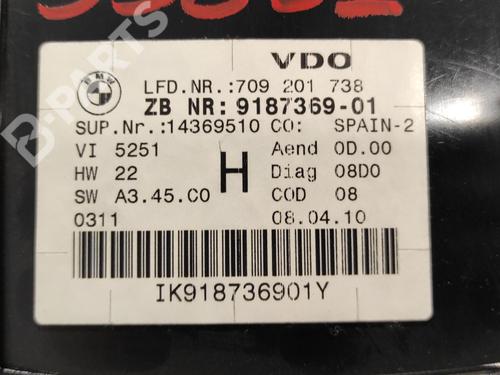 BMW
VDO
LFD.NR.:709 201 738
ZB NR: 9187369-01
SUP.Nr.:14369510 CO: SPAIN-2
VI 5251 Aend 0D.00
HW 22 H Diag 08D0
SW A3.45.C0 COD 08
0311 08.04.10
IK918736901Y
B-PARTS